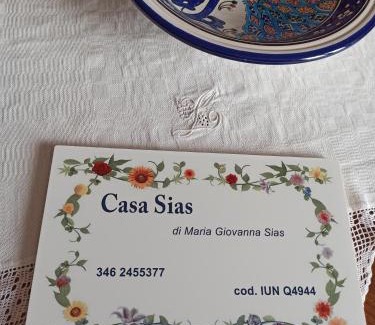 Casa Sias
di Maria Giovanna Sias
346 2455377
cod. IUN Q4944